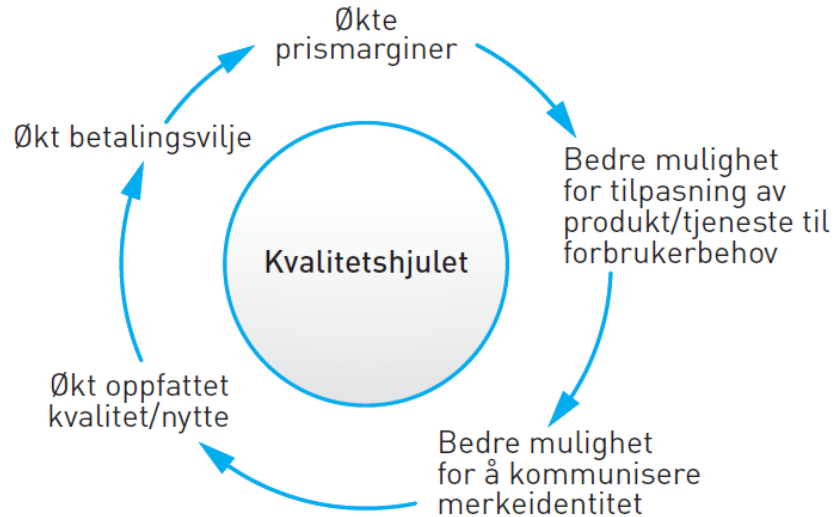 Økte
prismarginer
Bedre mulighet
for tilpasning av
produkt/tjeneste til
forbrukerbehov
Bedre mulighet
for å kommunisere
merkeidentitet
Økt oppfattet
kvalitet/nytte
Økt betalingsvilje
Kvalitetshjulet